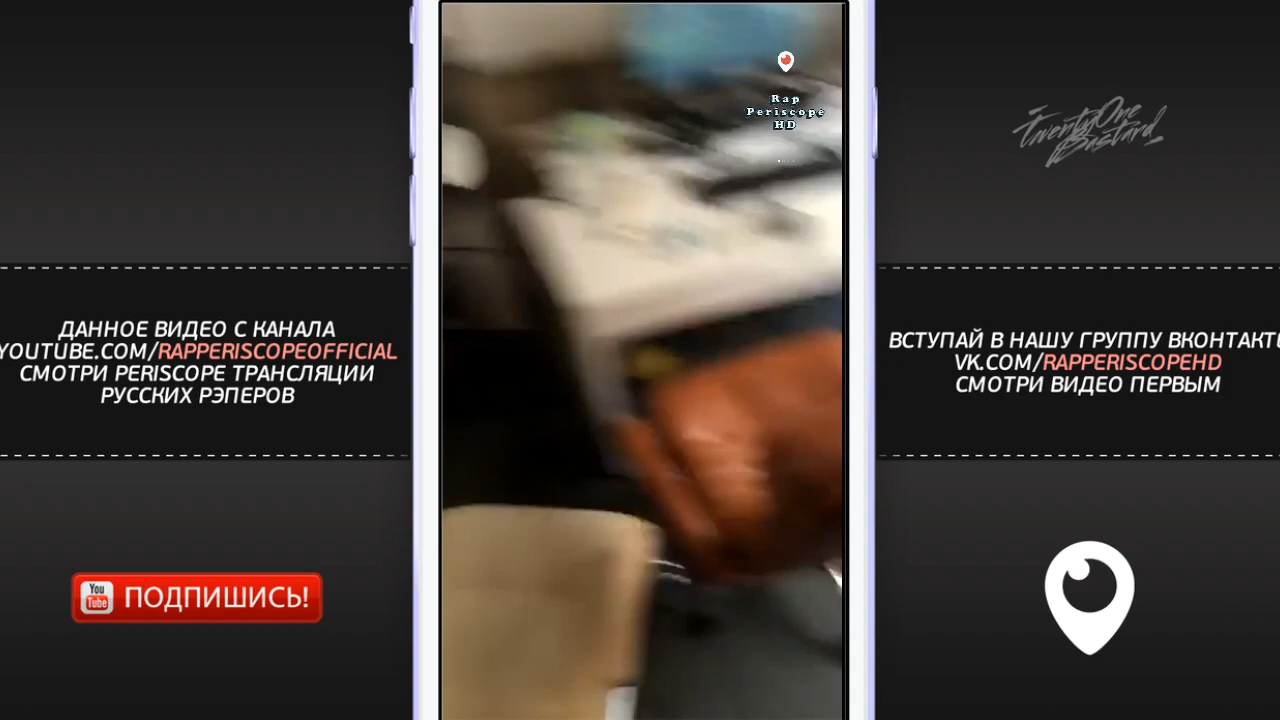 Rap
Periscope
HD
TwentyOne
Bastard
ДАННОЕ ВИДЕО С КАНАЛА
YOUTUBE.COM/RAPPERISCOPEOFFICIAL
СМОТРИ PERISCOPE ТРАНСЛЯЦИИ
РУССКИХ РЭПЕРОВ
ВСТУПАЙ В НАШУ ГРУППУ ВКОНТАКТЕ
VK.COM/RAPPERISCOPEHD
СМОТРИ ВИДЕО ПЕРВЫМ
You
Tube
ПОДПИШИСЬ!